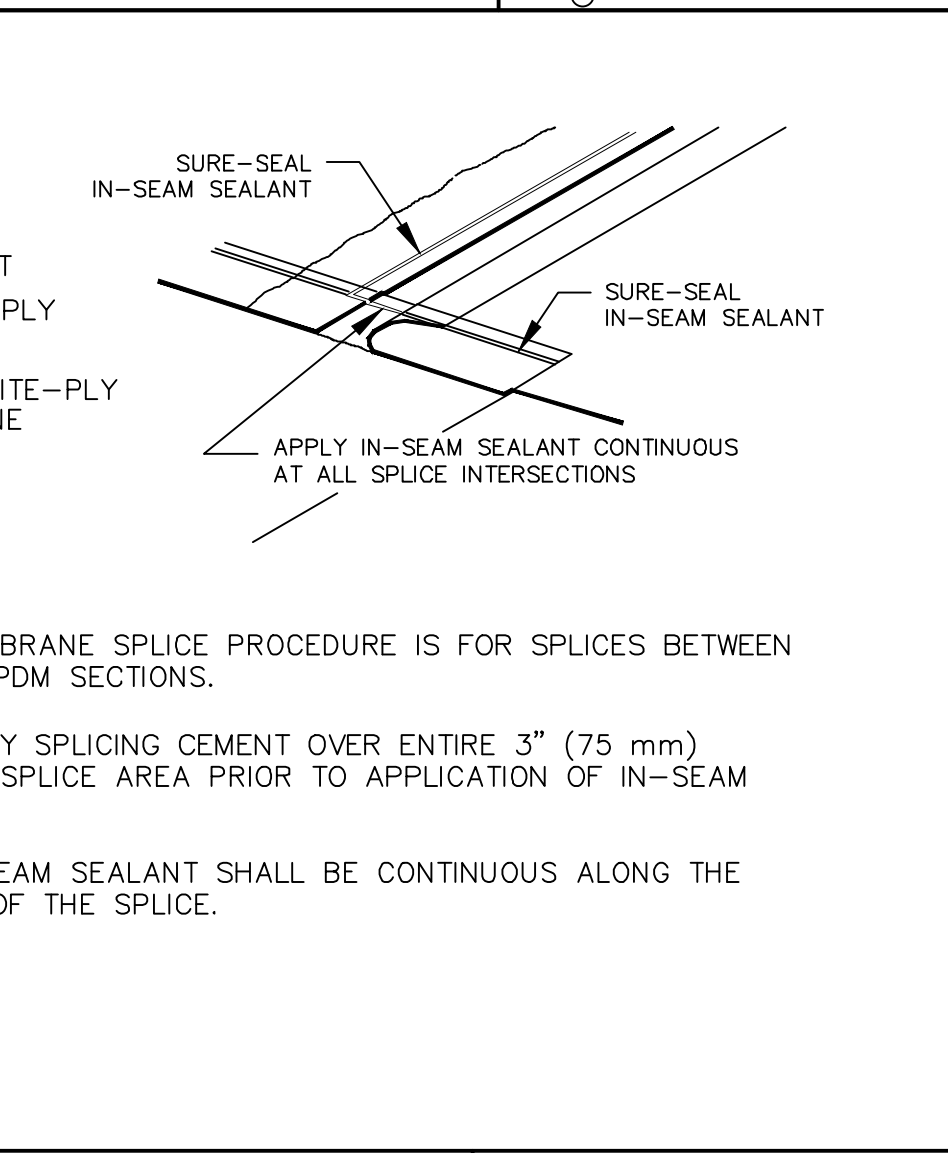 SURE-SEAL
IN-SEAM SEALANT
T
PLY
SURE-SEAL
IN-SEAM SEALANT
ITE-PLY
NE
APPLY IN-SEAM SEALANT CONTINUOUS
AT ALL SPLICE INTERSECTIONS
BRANE SPLICE PROCEDURE IS FOR SPLICES BETWEEN
PDM SECTIONS.
Y SPLICING CEMENT OVER ENTIRE 3" (75 mm)
SPLICE AREA PRIOR TO APPLICATION OF IN-SEAM
EAM SEALANT SHALL BE CONTINUOUS ALONG THE
OF THE SPLICE.